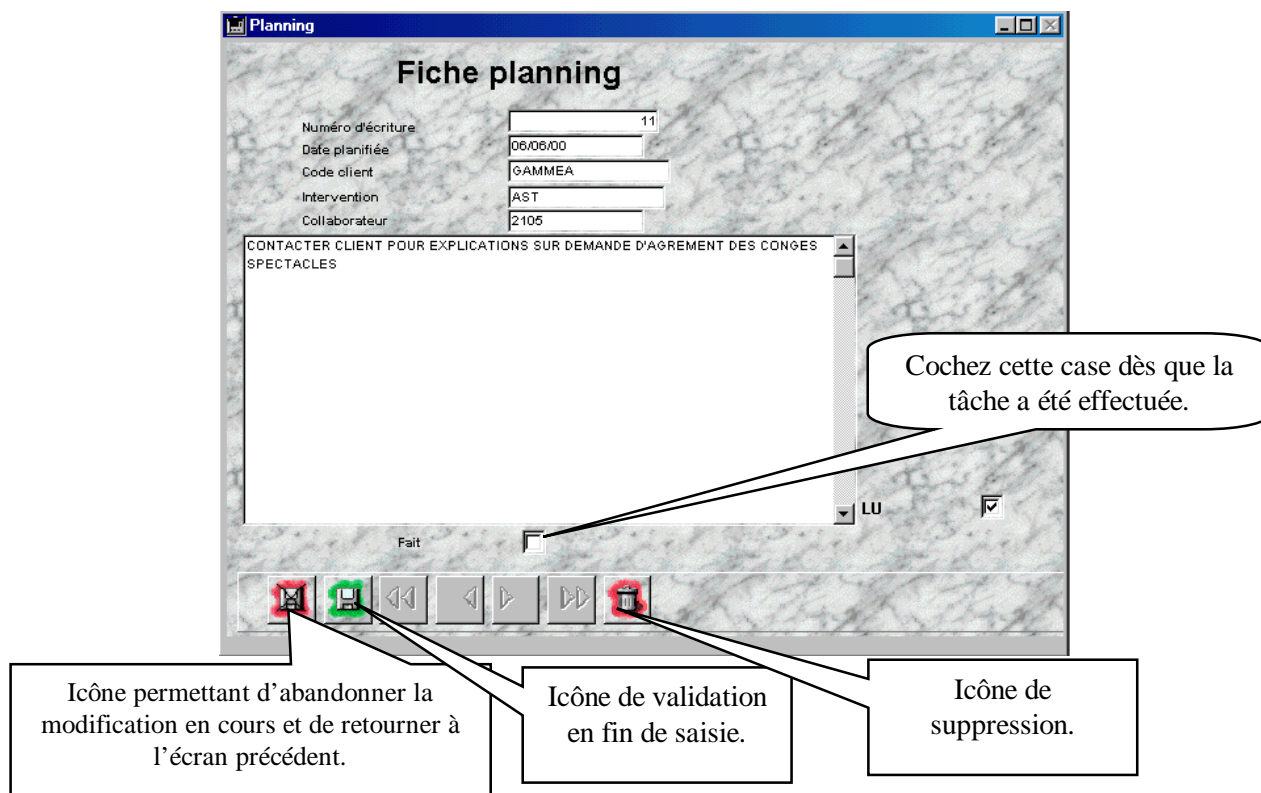 Planning
Fiche planning
Numéro d'écriture 11
Date planifiée 06/06/00
Code client GAMMEA
Intervention AST
Collaborateur 2105
CONTACTER CLIENT POUR EXPLICATIONS SUR DEMANDE D'AGREMENT DES CONGES
SPECTACLES
Cochez cette case dès que la
tâche a été effectuée.
LU
Fait
Icône permettant d’abandonner la
modification en cours et de retourner à
l’écran précédent.
Icône de validation
en fin de saisie.
Icône de
suppression.